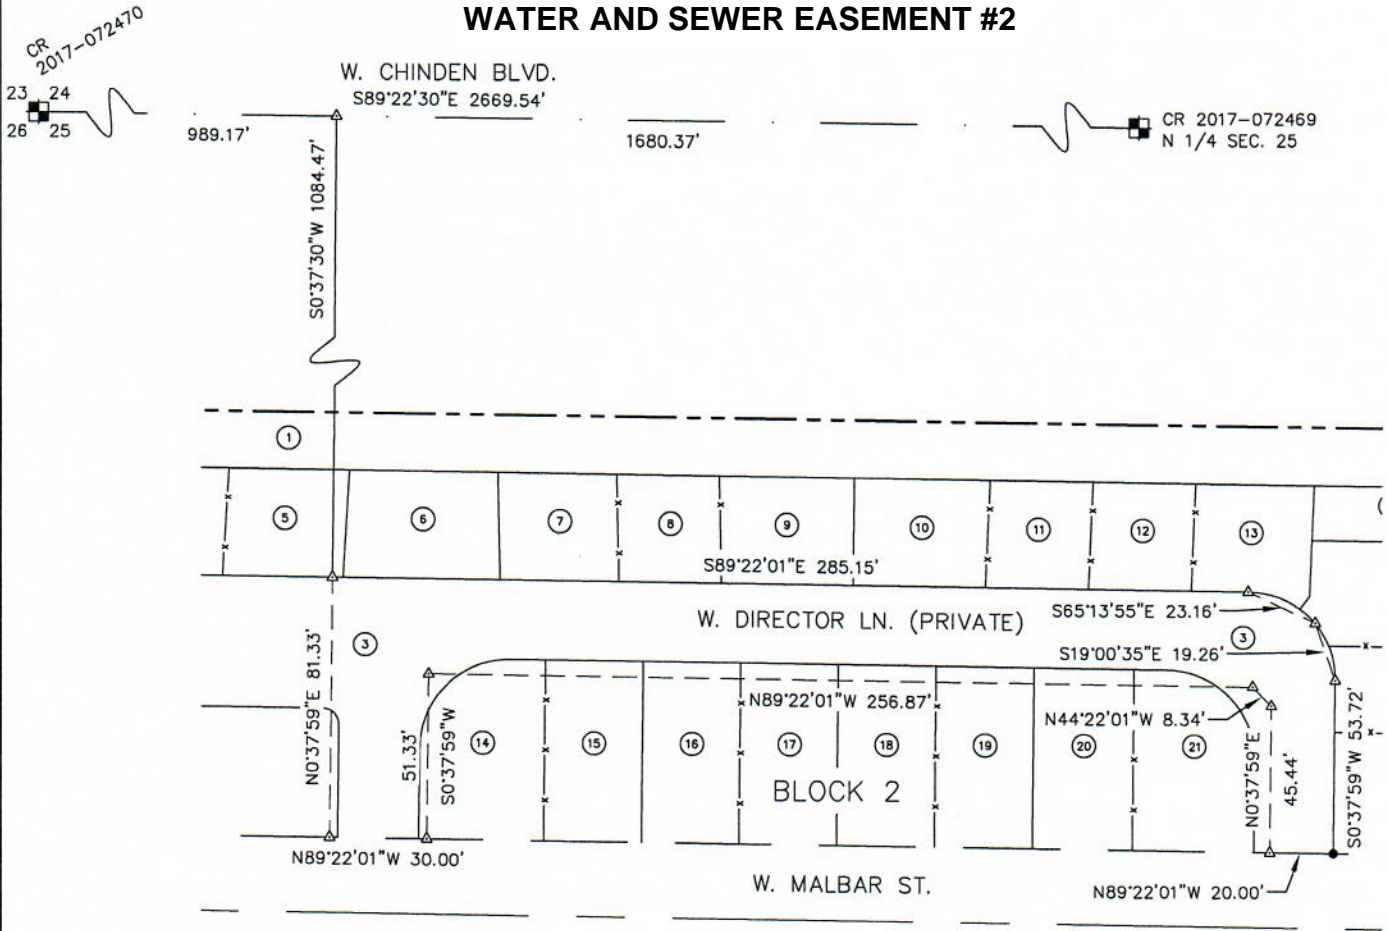 WATER AND SEWER EASEMENT #2
CR
2017-072470
23 24
26 25
W. CHINDEN BLVD.
S89°22'30"E 2669.54'
989.17'
1680.37'
CR 2017-072469
N 1/4 SEC. 25
S0°37'30"W 1084.47'
1
5
6
7
8
9
10
11
12
13
S89°22'01"E 285.15'
W. DIRECTOR LN. (PRIVATE)
S65°13'55"E 23.16'
3
3
S19°00'35"E 19.26'
N0°37'59"E 81.33'
N89°22'01"W 256.87'
N44°22'01"W 8.34'
51.33'
S0°37'59"W
14
15
16
17
18
19
20
21
N0°37'59"E
45.44'
S0°37'59"W 53.72'
BLOCK 2
N89°22'01"W 30.00'
W. MALBAR ST.
N89°22'01"W 20.00'